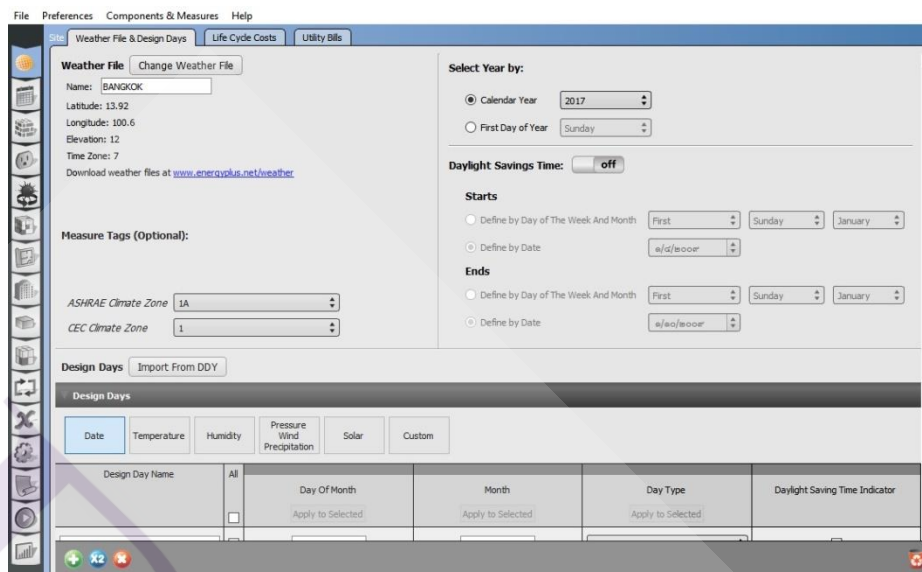 File Preferences Components & Measures Help
Site Weather File & Design Days Life Cycle Costs Utility Bills
Weather File Change Weather File
Name: BANGKOK
Latitude: 13.92
Longitude: 100.6
Elevation: 12
Time Zone: 7
Download weather files at www.energyplus.net/weather
Measure Tags (Optional):
ASHRAE Climate Zone 1A
CEC Climate Zone 1
Select Year by:
Calendar Year 2017
First Day of Year Sunday
Daylight Savings Time: off
Starts
Define by Day of The Week And Month First Sunday January
Define by Date
Ends
Define by Day of The Week And Month First Sunday January
Define by Date
Design Days Import From DDY
Design Days
Date Temperature Humidity Pressure Wind Precipitation Solar Custom
Design Day Name All Day Of Month Month Day Type Daylight Saving Time Indicator
Apply to Selected Apply to Selected Apply to Selected
X2